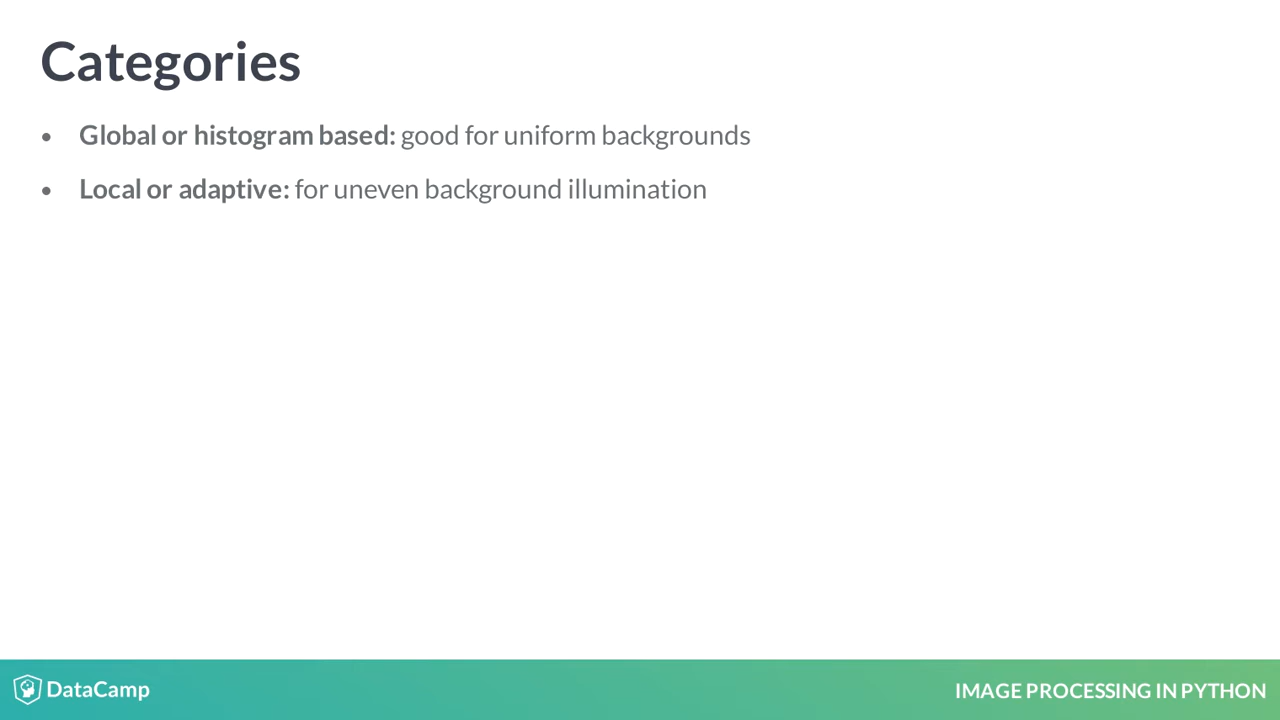 Categories
• Global or histogram based: good for uniform backgrounds
• Local or adaptive: for uneven background illumination
DataCamp
IMAGE PROCESSING IN PYTHON